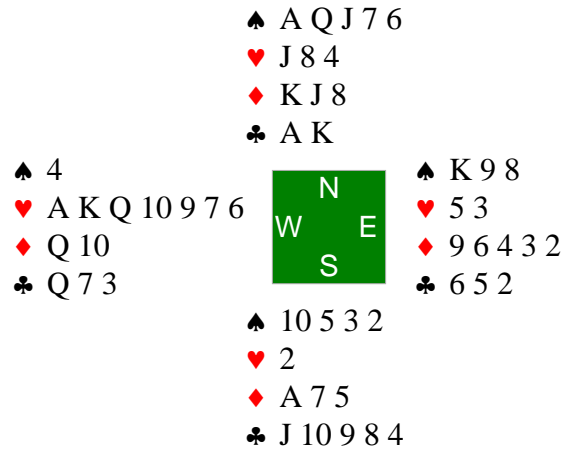 ♠ A Q J 7 6
♥ J 8 4
♦ K J 8
♣ A K
♠ 4
♥ A K Q 10 9 7 6
♦ Q 10
♣ Q 7 3
N
W E
S
♠ K 9 8
♥ 5 3
♦ 9 6 4 3 2
♣ 6 5 2
♠ 10 5 3 2
♥ 2
♦ A 7 5
♣ J 10 9 8 4